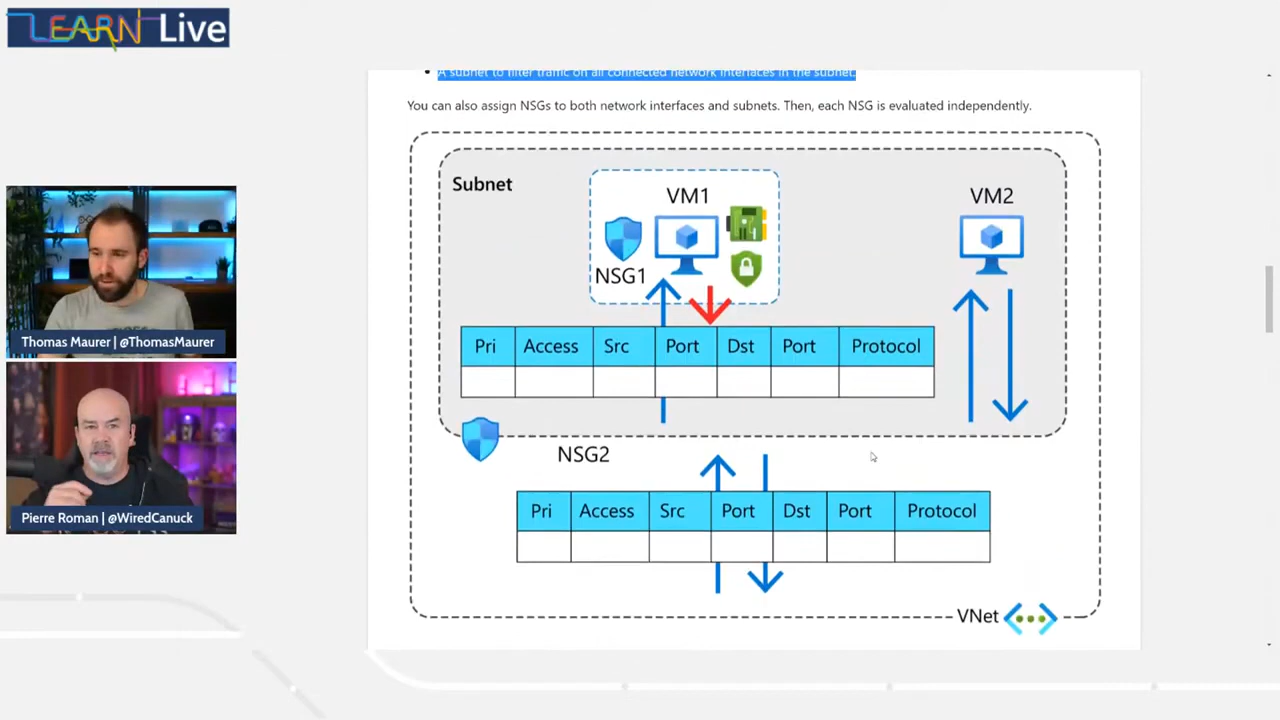 LEARN Live
A subnet to filter traffic on all connected network interfaces in the subnet.
You can also assign NSGs to both network interfaces and subnets. Then, each NSG is evaluated independently.
Subnet
VM1
VM2
NSG1
Pri Access Src Port Dst Port Protocol
NSG2
Pri Access Src Port Dst Port Protocol
VNet
Thomas Maurer | @ThomasMaurer
Pierre Roman | @WiredCanuck